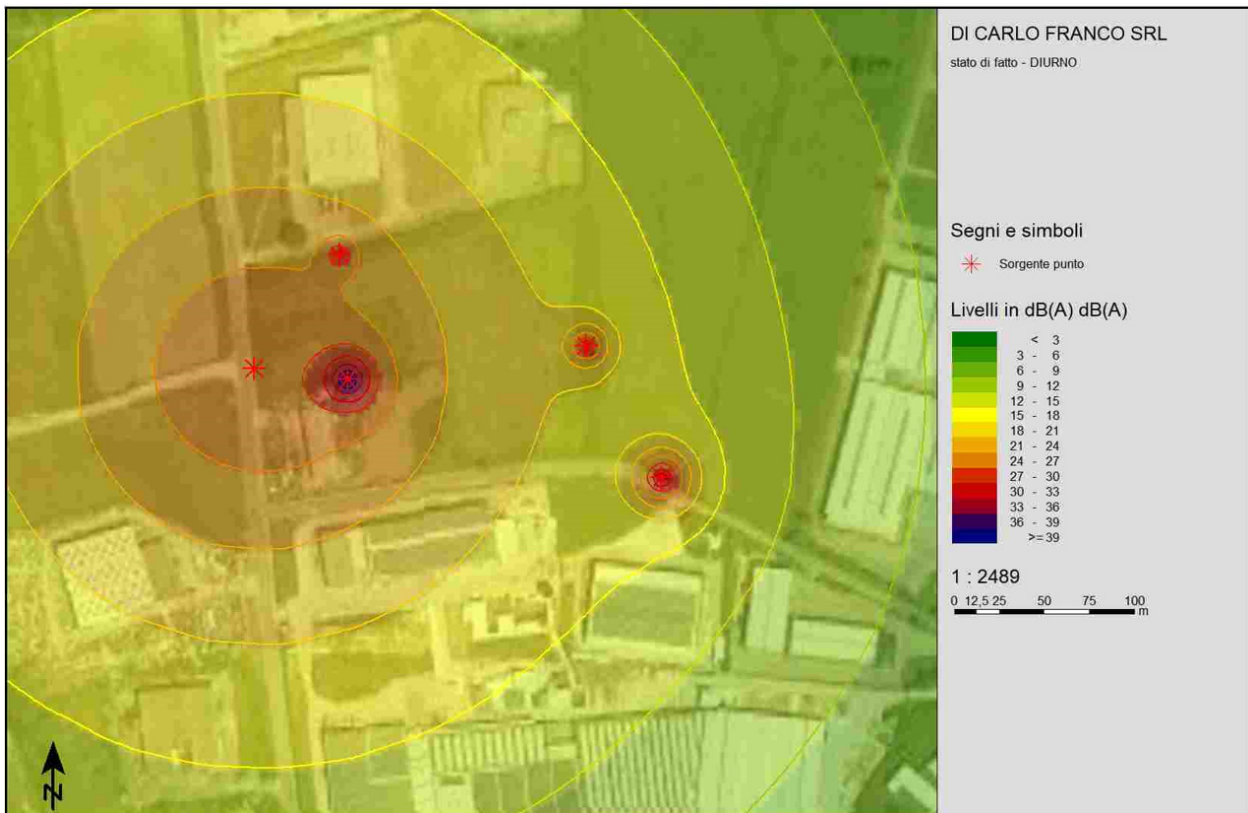 DI CARLO FRANCO SRL
stato di fatto - DIURNO
Segni e simboli
Sorgente punto
Livelli in dB(A) dB(A)
< 3
3 - 6
6 - 9
9 - 12
12 - 15
15 - 18
18 - 21
21 - 24
24 - 27
27 - 30
30 - 33
33 - 36
36 - 39
>= 39
1 : 2489
0 12,5 25 50 75 100
m
N